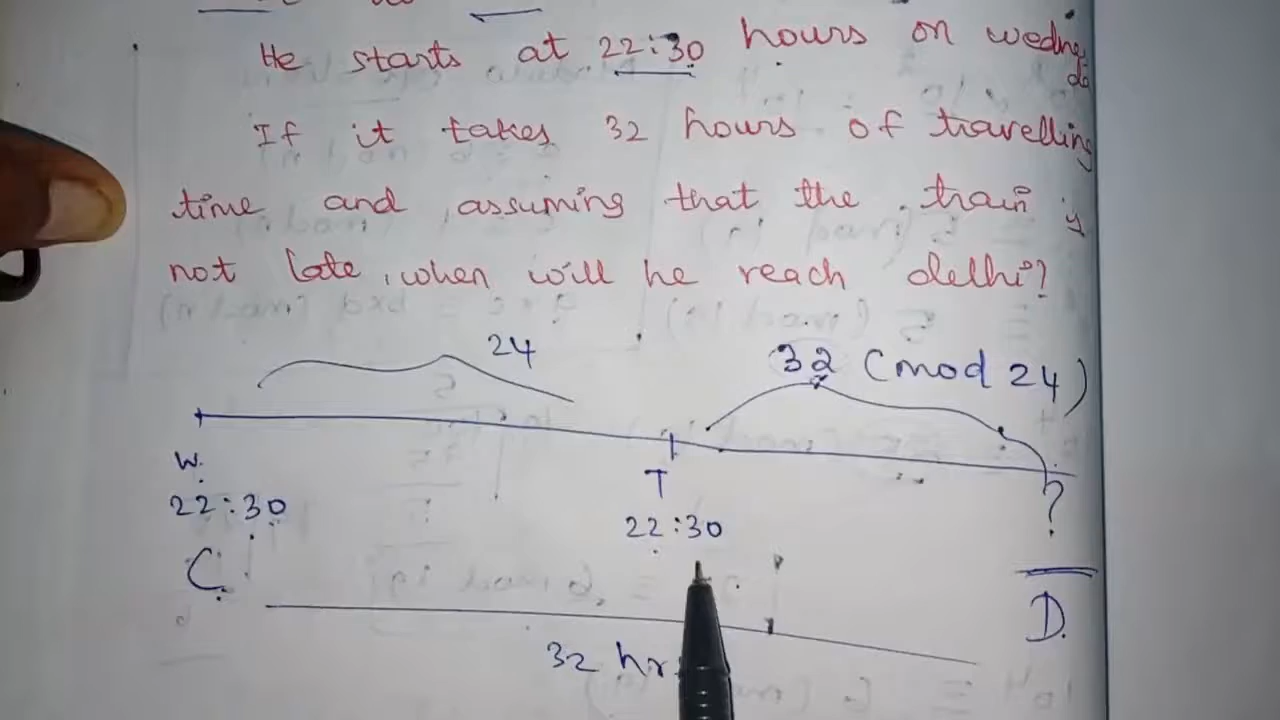 He starts at 22:30 hours on wednes
da
If it takes 32 hours of travelling
time and assuming that the train is
not late, when will he reach delhi?
24 32 (mod 24)
W. T ?
22:30 22:30
C. D.
32 hr.